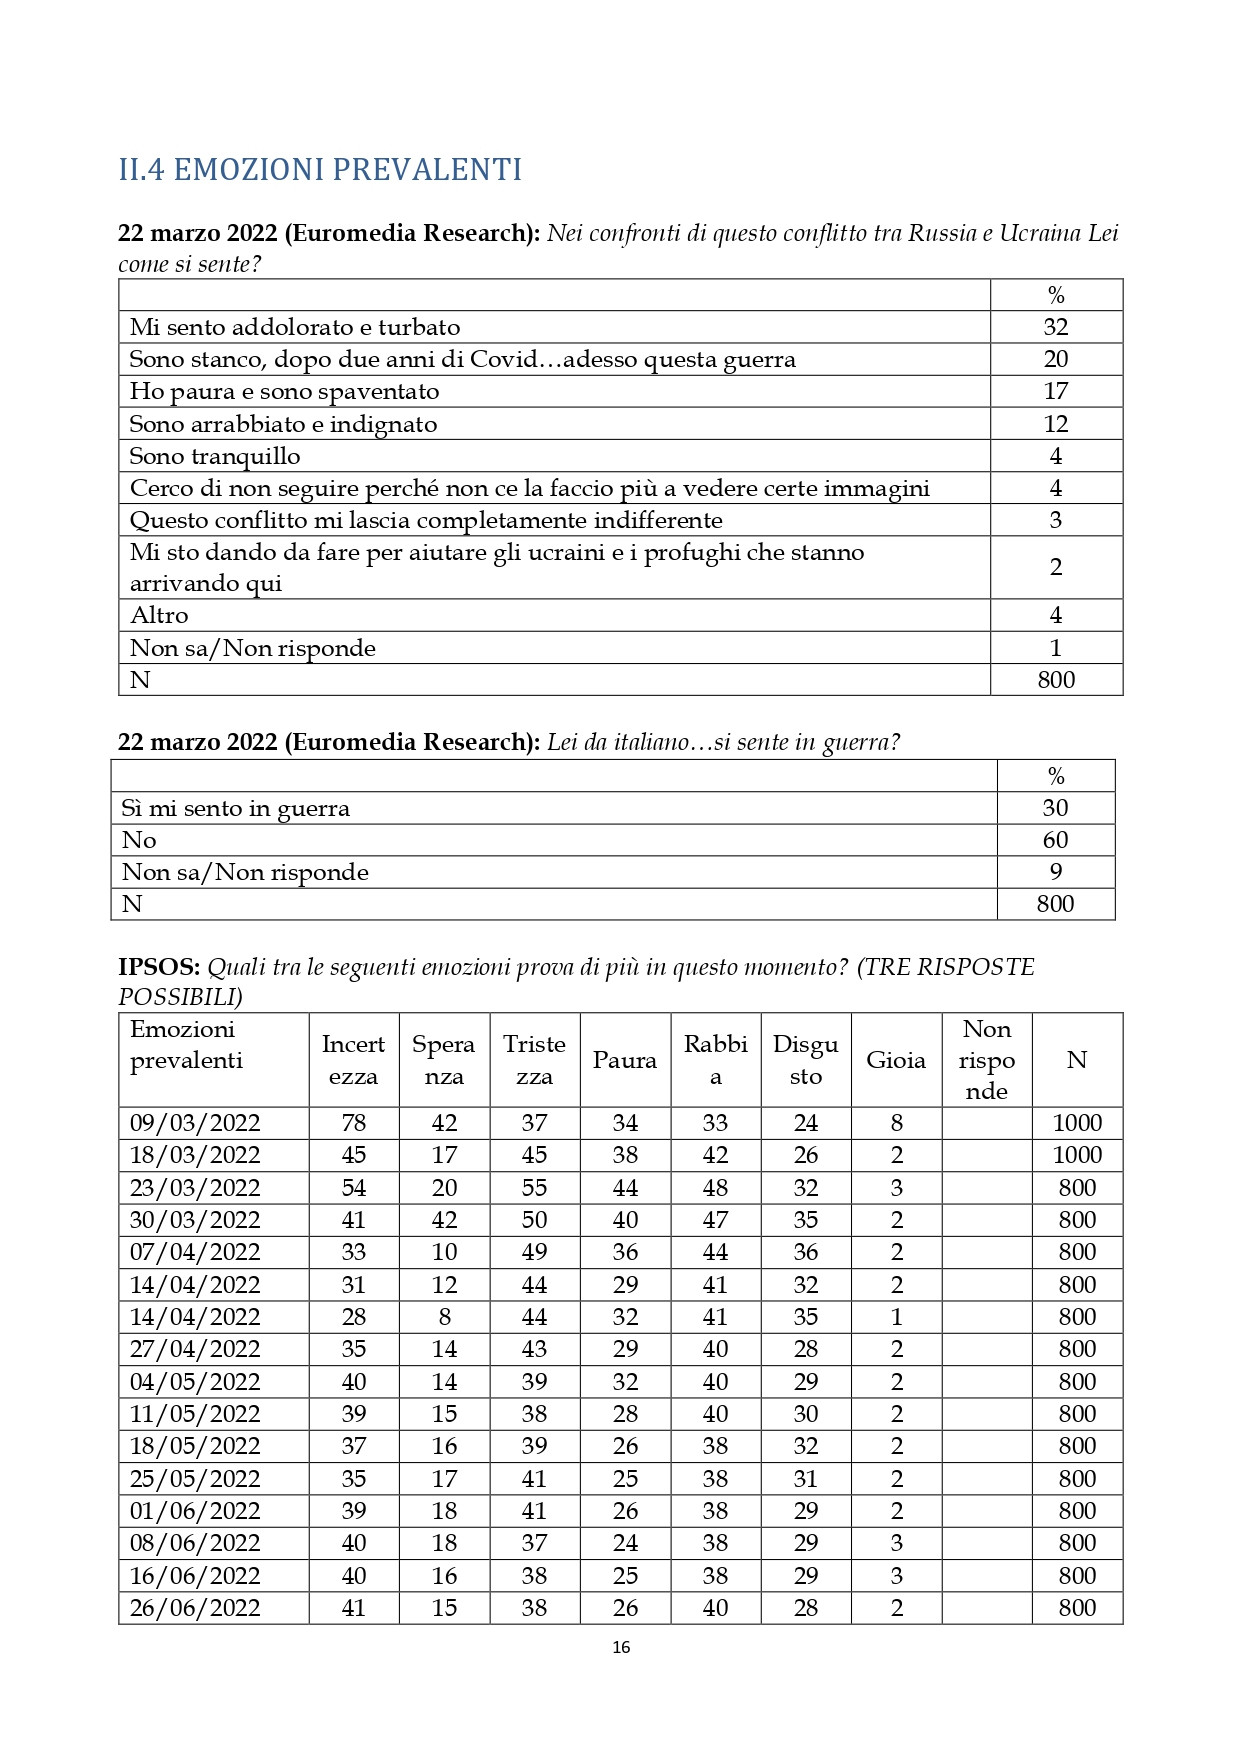 II.4 EMOZIONI PREVALENTI
22 marzo 2022 (Euromedia Research): Nei confronti di questo conflitto tra Russia e Ucraina Lei
come si sente?
%
Mi sento addolorato e turbato 32
Sono stanco, dopo due anni di Covid…adesso questa guerra 20
Ho paura e sono spaventato 17
Sono arrabbiato e indignato 12
Sono tranquillo 4
Cerco di non seguire perché non ce la faccio più a vedere certe immagini 4
Questo conflitto mi lascia completamente indifferente 3
Mi sto dando da fare per aiutare gli ucraini e i profughi che stanno
arrivando qui 2
Altro 4
Non sa/Non risponde 1
N 800
22 marzo 2022 (Euromedia Research): Lei da italiano…si sente in guerra?
%
Sì mi sento in guerra 30
No 60
Non sa/Non risponde 9
N 800
IPSOS: Quali tra le seguenti emozioni prova di più in questo momento? (TRE RISPOSTE
POSSIBILI)
Emozioni
prevalenti
Incert
ezza
Spera
nza
Triste
zza
Paura
Rabbi
a
Disgu
sto
Gioia
Non
rispo
nde
N
09/03/2022 78 42 37 34 33 24 8 1000
18/03/2022 45 17 45 38 42 26 2 1000
23/03/2022 54 20 55 44 48 32 3 800
30/03/2022 41 42 50 40 47 35 2 800
07/04/2022 33 10 49 36 44 36 2 800
14/04/2022 31 12 44 29 41 32 2 800
14/04/2022 28 8 44 32 41 35 1 800
27/04/2022 35 14 43 29 40 28 2 800
04/05/2022 40 14 39 32 40 29 2 800
11/05/2022 39 15 38 28 40 30 2 800
18/05/2022 37 16 39 26 38 32 2 800
25/05/2022 35 17 41 25 38 31 2 800
01/06/2022 39 18 41 26 38 29 2 800
08/06/2022 40 18 37 24 38 29 3 800
16/06/2022 40 16 38 25 38 29 3 800
26/06/2022 41 15 38 26 40 28 2 800
16